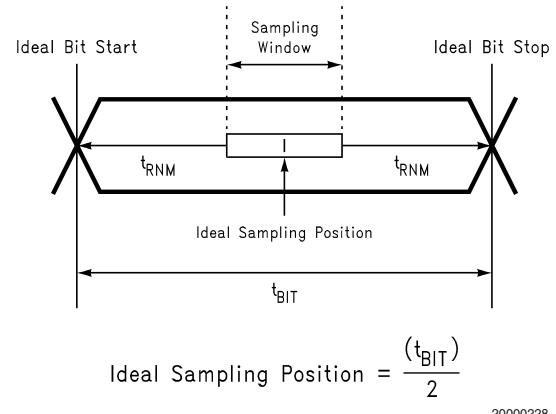 Sampling
Window
Ideal Bit Start
Ideal Bit Stop
tRNM
tRNM
Ideal Sampling Position
tBIT
Ideal Sampling Position = (tBIT)
2
20000228